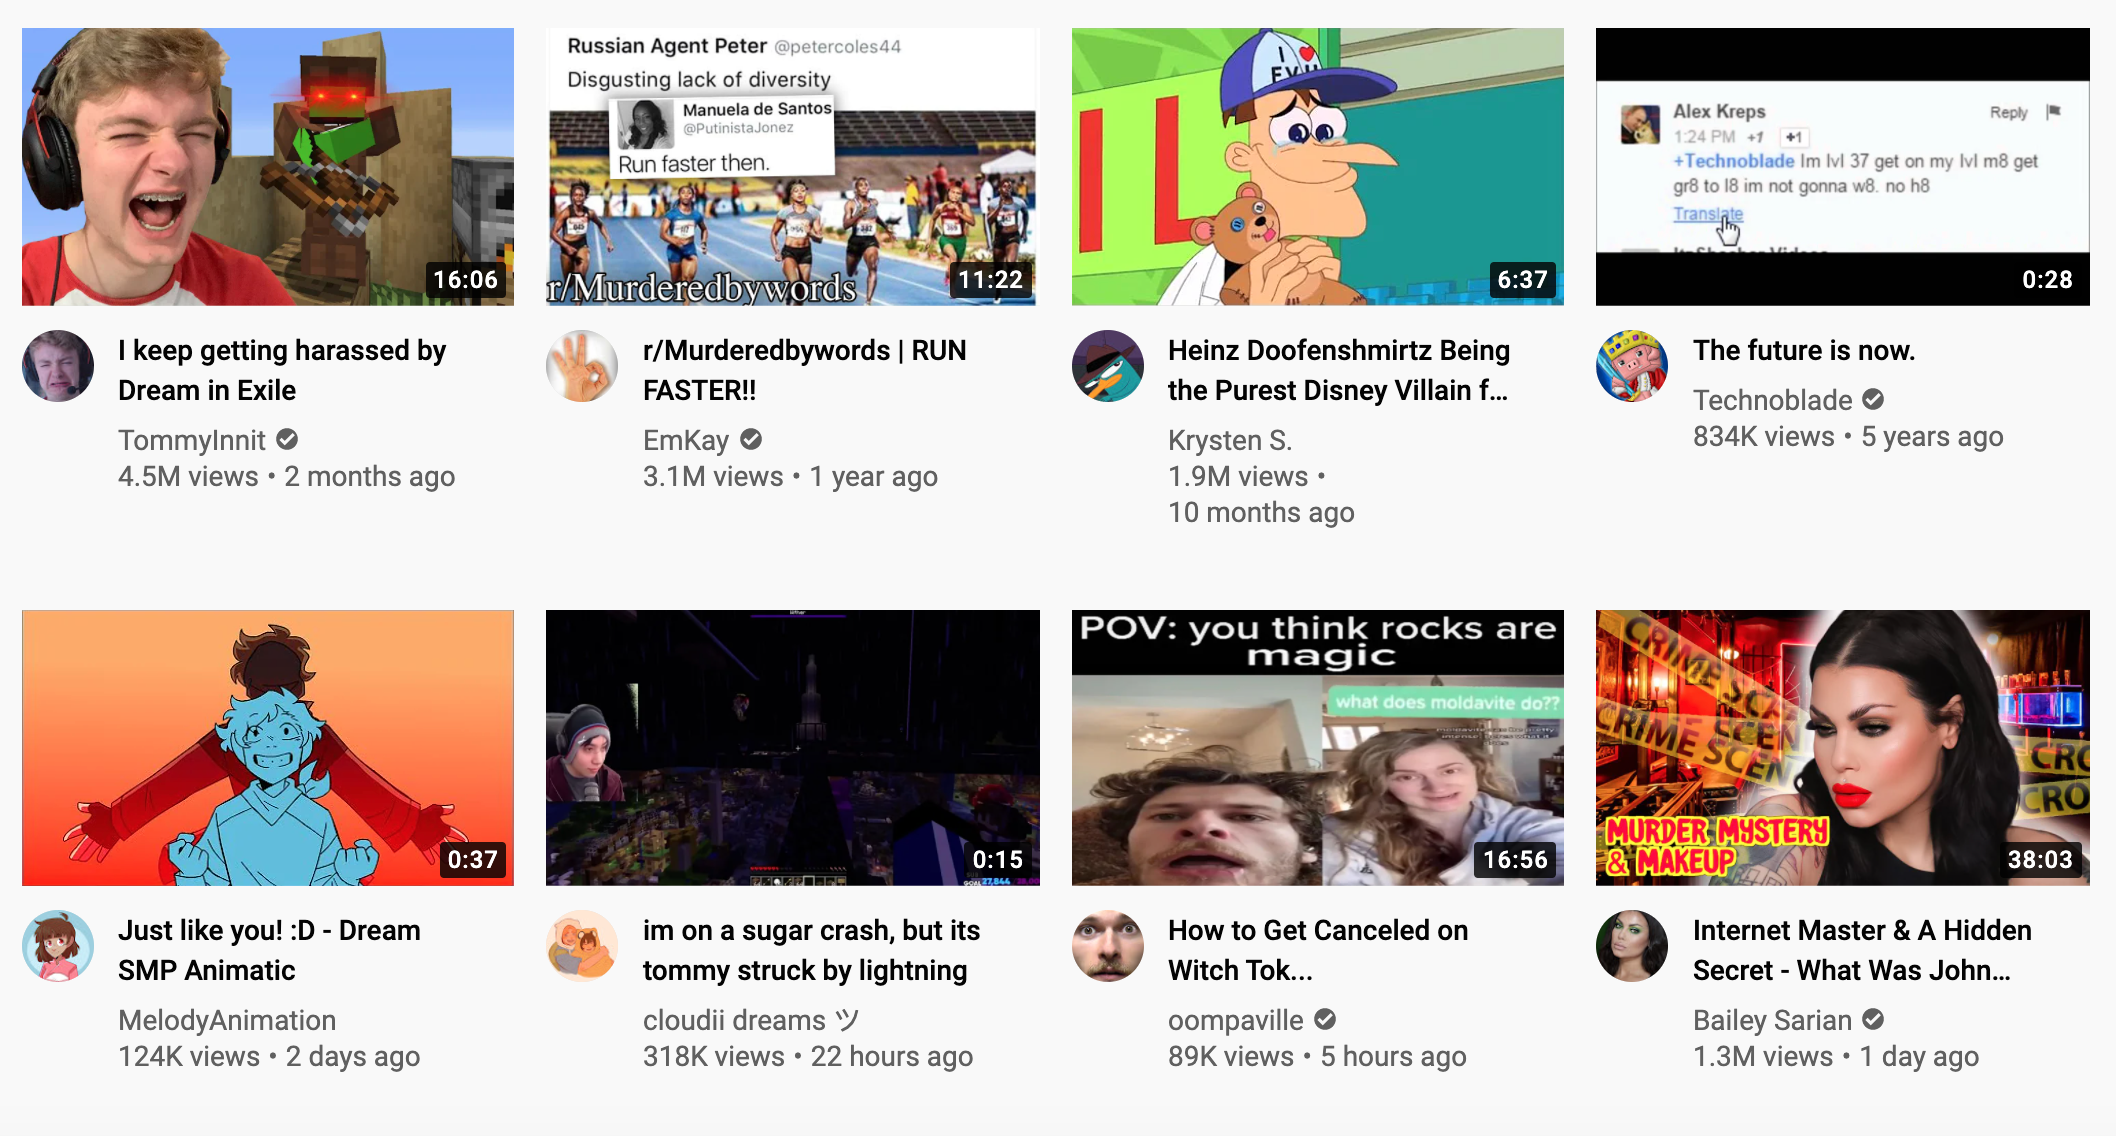 16:06
I keep getting harassed by
Dream in Exile
TommyInnit
4.5M views • 2 months ago
Russian Agent Peter @petercoles44
Disgusting lack of diversity
Manuela de Santos
@PutinistaJonez
Run faster then.
r/Murderedbywords
11:22
r/Murderedbywords | RUN
FASTER!!
EmKay
3.1M views • 1 year ago
I ♥
EVIL
IL
6:37
Heinz Doofenshmirtz Being
the Purest Disney Villain f...
Krysten S.
1.9M views •
10 months ago
Alex Kreps
Reply
1:24 PM +1 +1
+Technoblade Im lvl 37 get on my lvl m8 get
gr8 to l8 im not gonna w8. no h8
Translate
0:28
The future is now.
Technoblade
834K views • 5 years ago
0:37
Just like you! :D - Dream
SMP Animatic
MelodyAnimation
124K views • 2 days ago
GOAL 27,844
0:15
im on a sugar crash, but its
tommy struck by lightning
cloudii dreams ツ
318K views • 22 hours ago
POV: you think rocks are
magic
what does moldavite do??
16:56
How to Get Canceled on
Witch Tok...
oompaville
89K views • 5 hours ago
CRIME SCEN
CRIME SCEN
CRO
CRO
MURDER MYSTERY
& MAKEUP
38:03
Internet Master & A Hidden
Secret - What Was John...
Bailey Sarian
1.3M views • 1 day ago